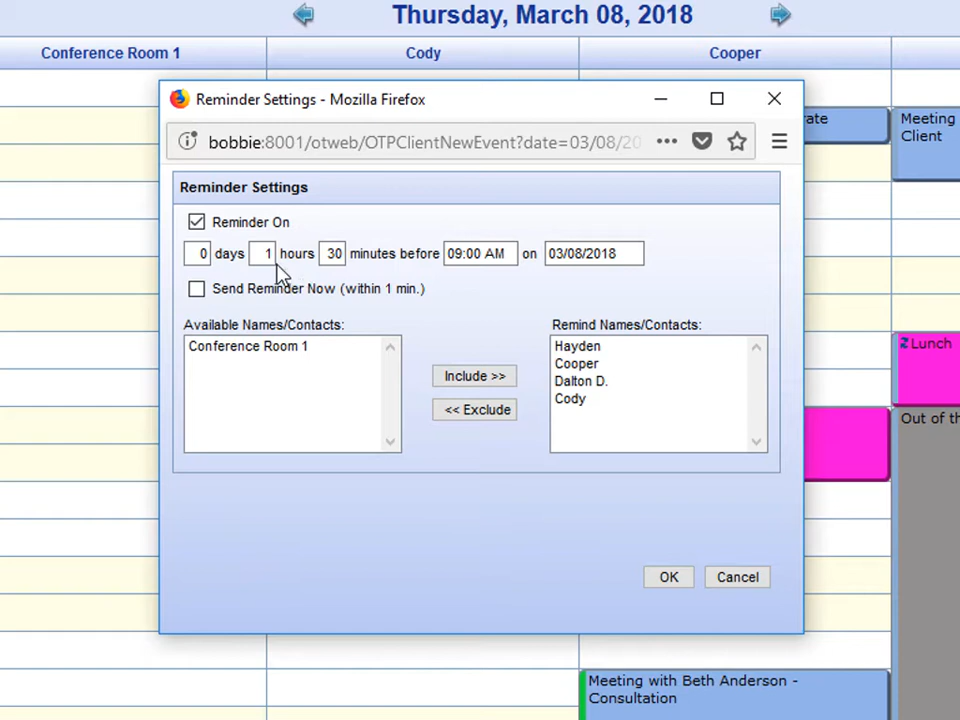 Thursday, March 08, 2018
Conference Room 1 Cody Cooper
Reminder Settings - Mozilla Firefox
bobbie:8001/otweb/OTPClientNewEvent?date=03/08/20
Reminder Settings
Reminder On
0 days 1 hours 30 minutes before 09:00 AM on 03/08/2018
Send Reminder Now (within 1 min.)
Available Names/Contacts:
Conference Room 1
Include >>
<< Exclude
Remind Names/Contacts:
Hayden
Cooper
Dalton D.
Cody
OK Cancel
rate
Meeting
Client
Lunch
Out of th
Meeting with Beth Anderson -
Consultation